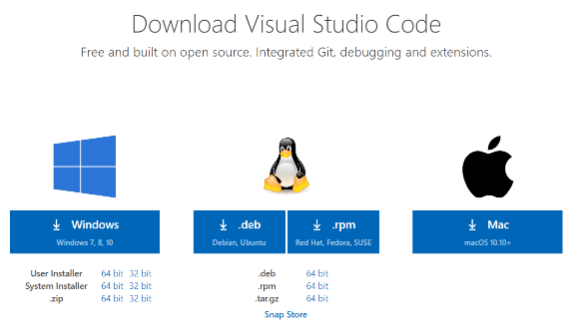 Download Visual Studio Code
Free and built on open source. Integrated Git, debugging and extensions.
Windows
Windows 7, 8, 10
.deb
Debian, Ubuntu
.rpm
Red Hat, Fedora, SUSE
Mac
macOS 10.10+
User Installer 64 bit 32 bit
System Installer 64 bit 32 bit
.zip 64 bit 32 bit
.deb 64 bit
.rpm 64 bit
.tar.gz 64 bit
Snap Store